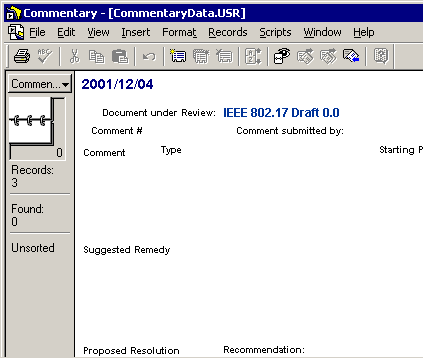 Commentary - [CommentaryData.USR]
File Edit View Insert Format Records Scripts Window Help
Commen...
2001/12/04
Document under Review: IEEE 802.17 Draft 0.0
Comment # Comment submitted by:
Comment Type Starting P
0
Records:
3
Found:
0
Unsorted
Suggested Remedy
Proposed Resolution Recommendation: